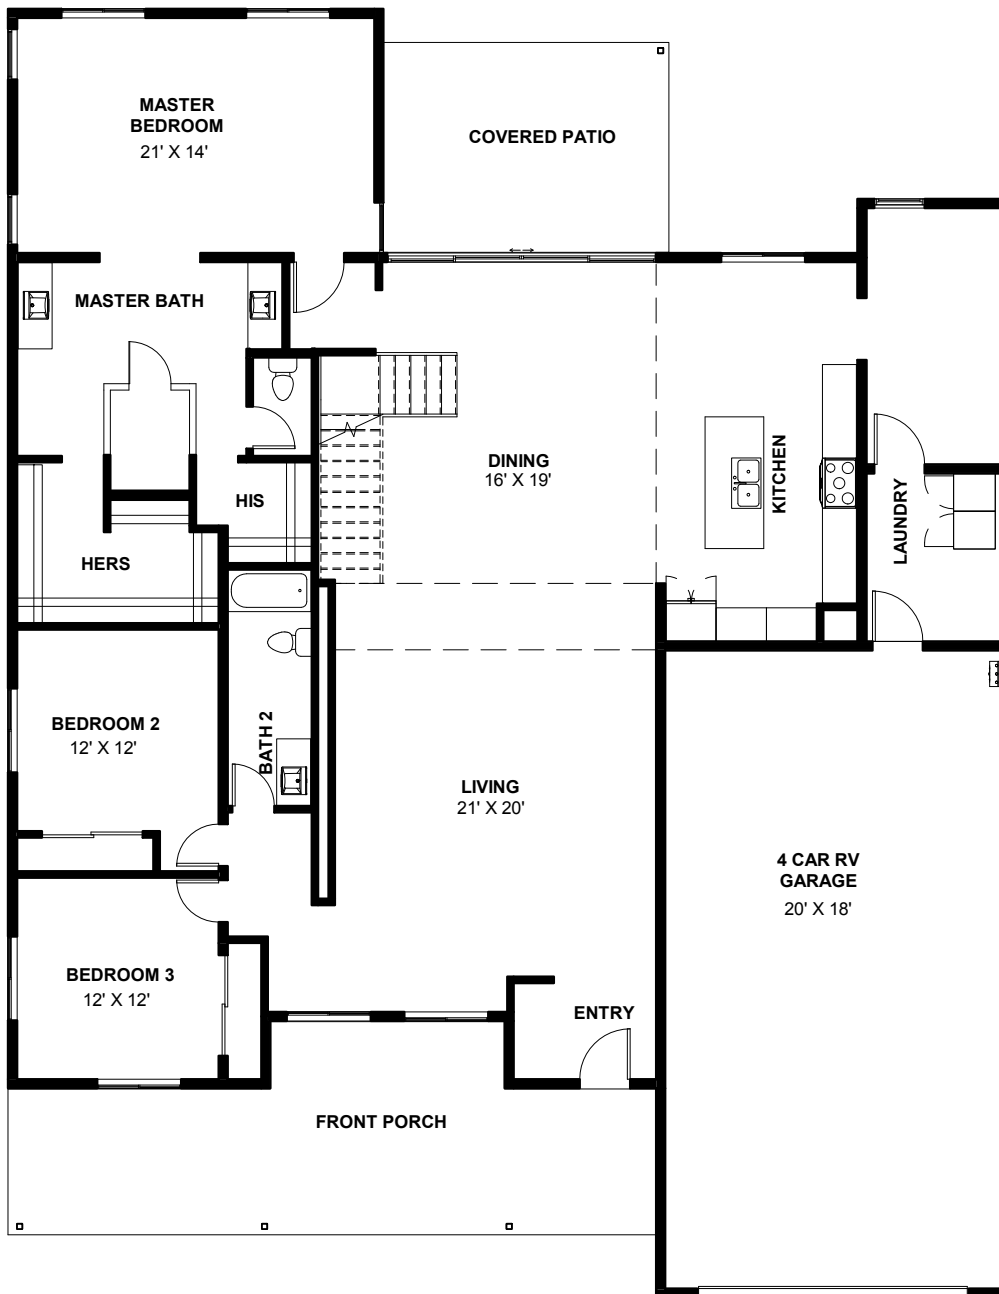 MASTER
BEDROOM
21' X 14'
COVERED PATIO
MASTER BATH
DINING
16' X 19'
KITCHEN
HIS
HERS
LAUNDRY
BEDROOM 2
12' X 12'
BATH 2
LIVING
21' X 20'
4 CAR RV
GARAGE
20' X 18'
BEDROOM 3
12' X 12'
ENTRY
FRONT PORCH